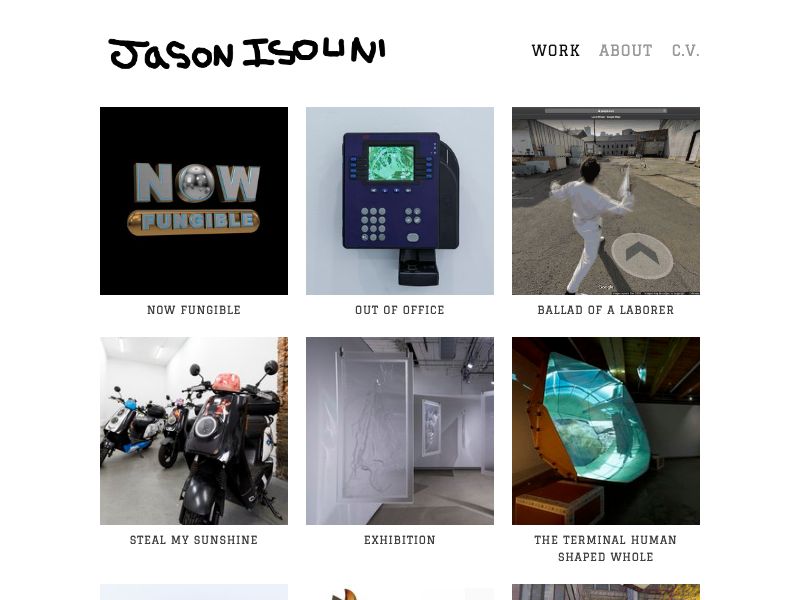 JASON ISOLINI
WORK ABOUT C.V.
NOW
FUNGIBLE
Google
NOW FUNGIBLE
OUT OF OFFICE
BALLAD OF A LABORER
STEAL MY SUNSHINE
EXHIBITION
THE TERMINAL HUMAN
SHAPED WHOLE